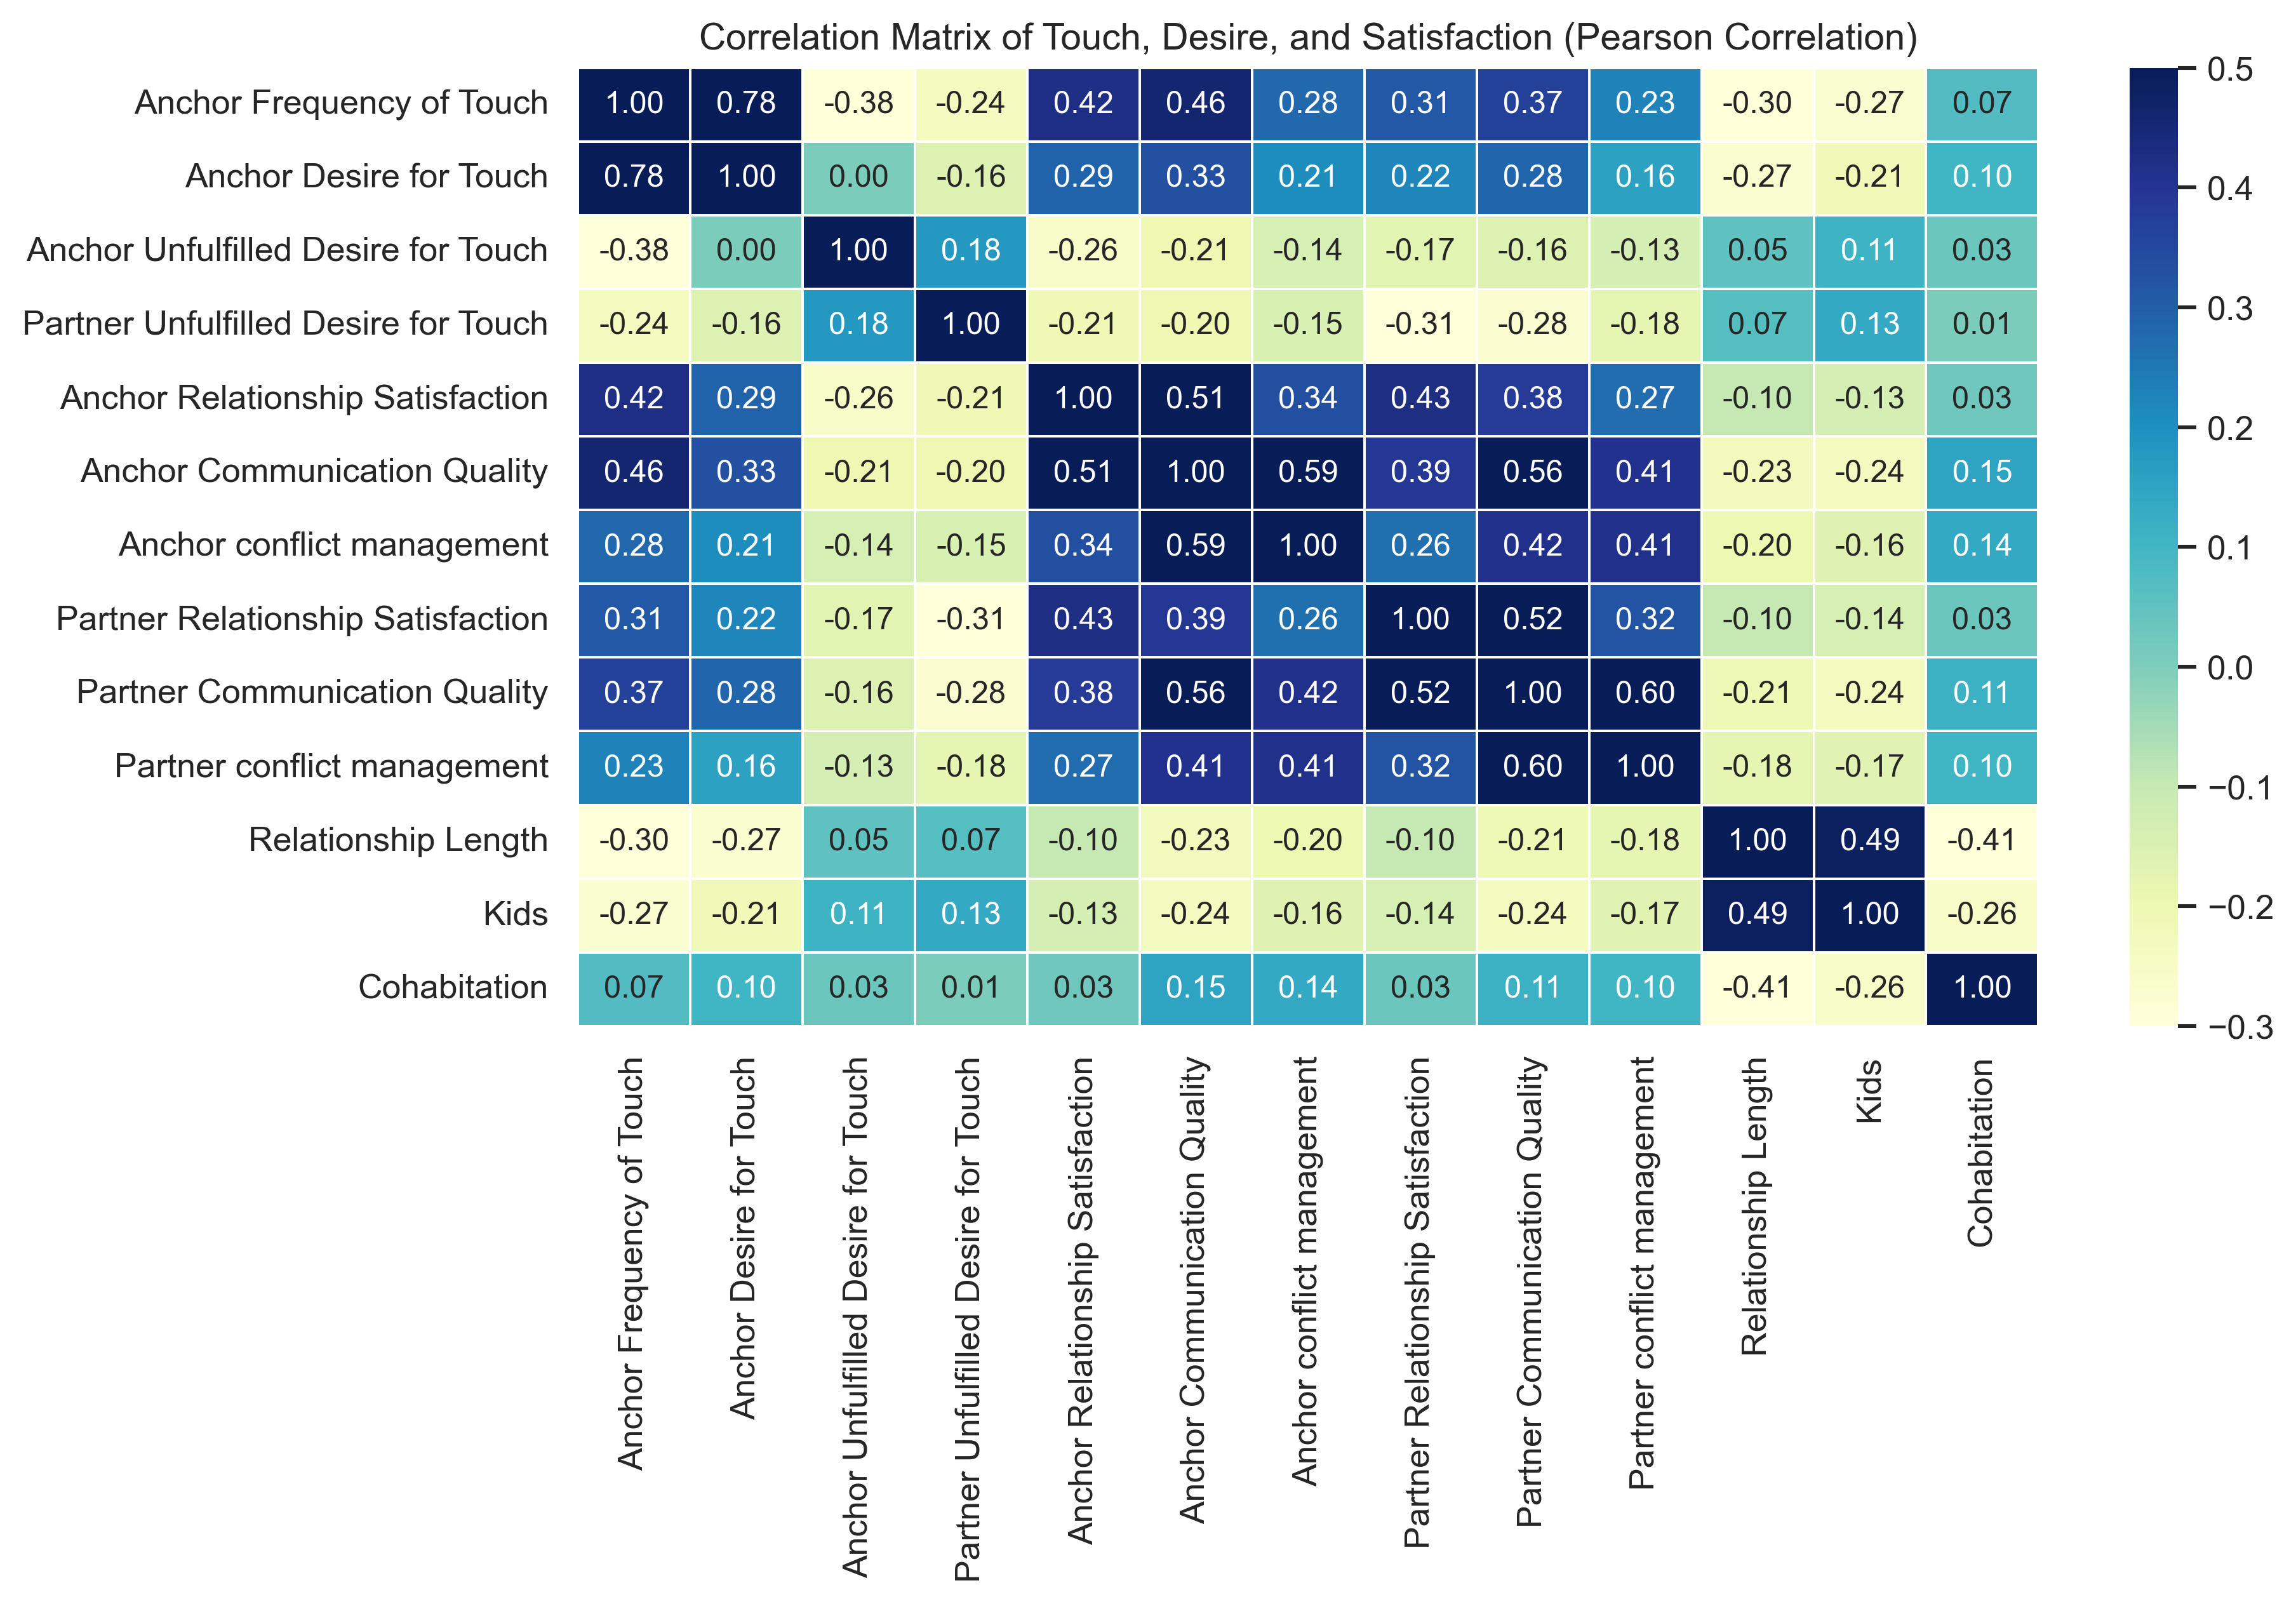 Correlation Matrix of Touch, Desire, and Satisfaction (Pearson Correlation)
Anchor Frequency of Touch 1.00 0.78 -0.38 -0.24 0.42 0.46 0.28 0.31 0.37 0.23 -0.30 -0.27 0.07
Anchor Desire for Touch 0.78 1.00 0.00 -0.16 0.29 0.33 0.21 0.22 0.28 0.16 -0.27 -0.21 0.10
Anchor Unfulfilled Desire for Touch -0.38 0.00 1.00 0.18 -0.26 -0.21 -0.14 -0.17 -0.16 -0.13 0.05 0.11 0.03
Partner Unfulfilled Desire for Touch -0.24 -0.16 0.18 1.00 -0.21 -0.20 -0.15 -0.31 -0.28 -0.18 0.07 0.13 0.01
Anchor Relationship Satisfaction 0.42 0.29 -0.26 -0.21 1.00 0.51 0.34 0.43 0.38 0.27 -0.10 -0.13 0.03
Anchor Communication Quality 0.46 0.33 -0.21 -0.20 0.51 1.00 0.59 0.39 0.56 0.41 -0.23 -0.24 0.15
Anchor conflict management 0.28 0.21 -0.14 -0.15 0.34 0.59 1.00 0.26 0.42 0.41 -0.20 -0.16 0.14
Partner Relationship Satisfaction 0.31 0.22 -0.17 -0.31 0.43 0.39 0.26 1.00 0.52 0.32 -0.10 -0.14 0.03
Partner Communication Quality 0.37 0.28 -0.16 -0.28 0.38 0.56 0.42 0.52 1.00 0.60 -0.21 -0.24 0.11
Partner conflict management 0.23 0.16 -0.13 -0.18 0.27 0.41 0.41 0.32 0.60 1.00 -0.18 -0.17 0.10
Relationship Length -0.30 -0.27 0.05 0.07 -0.10 -0.23 -0.20 -0.10 -0.21 -0.18 1.00 0.49 -0.41
Kids -0.27 -0.21 0.11 0.13 -0.13 -0.24 -0.16 -0.14 -0.24 -0.17 0.49 1.00 -0.26
Cohabitation 0.07 0.10 0.03 0.01 0.03 0.15 0.14 0.03 0.11 0.10 -0.41 -0.26 1.00
Anchor Frequency of Touch
Anchor Desire for Touch
Anchor Unfulfilled Desire for Touch
Partner Unfulfilled Desire for Touch
Anchor Relationship Satisfaction
Anchor Communication Quality
Anchor conflict management
Partner Relationship Satisfaction
Partner Communication Quality
Partner conflict management
Relationship Length
Kids
Cohabitation
0.5
0.4
0.3
0.2
0.1
0.0
−0.1
−0.2
−0.3